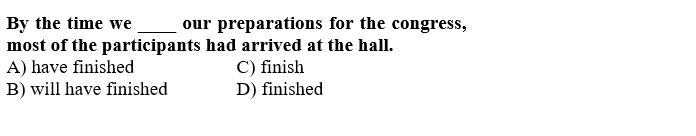 By the time we ____ our preparations for the congress,
most of the participants had arrived at the hall.
A) have finished C) finish
B) will have finished D) finished